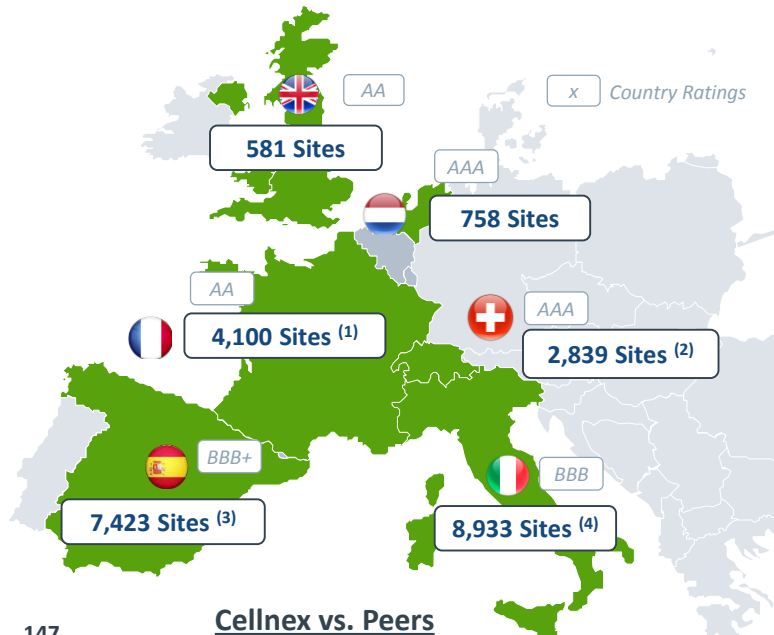 AA
x Country Ratings
581 Sites
AAA
758 Sites
AA
4,100 Sites (1)
AAA
2,839 Sites (2)
BBB+
7,423 Sites (3)
BBB
8,933 Sites (4)
Cellnex vs. Peers
147